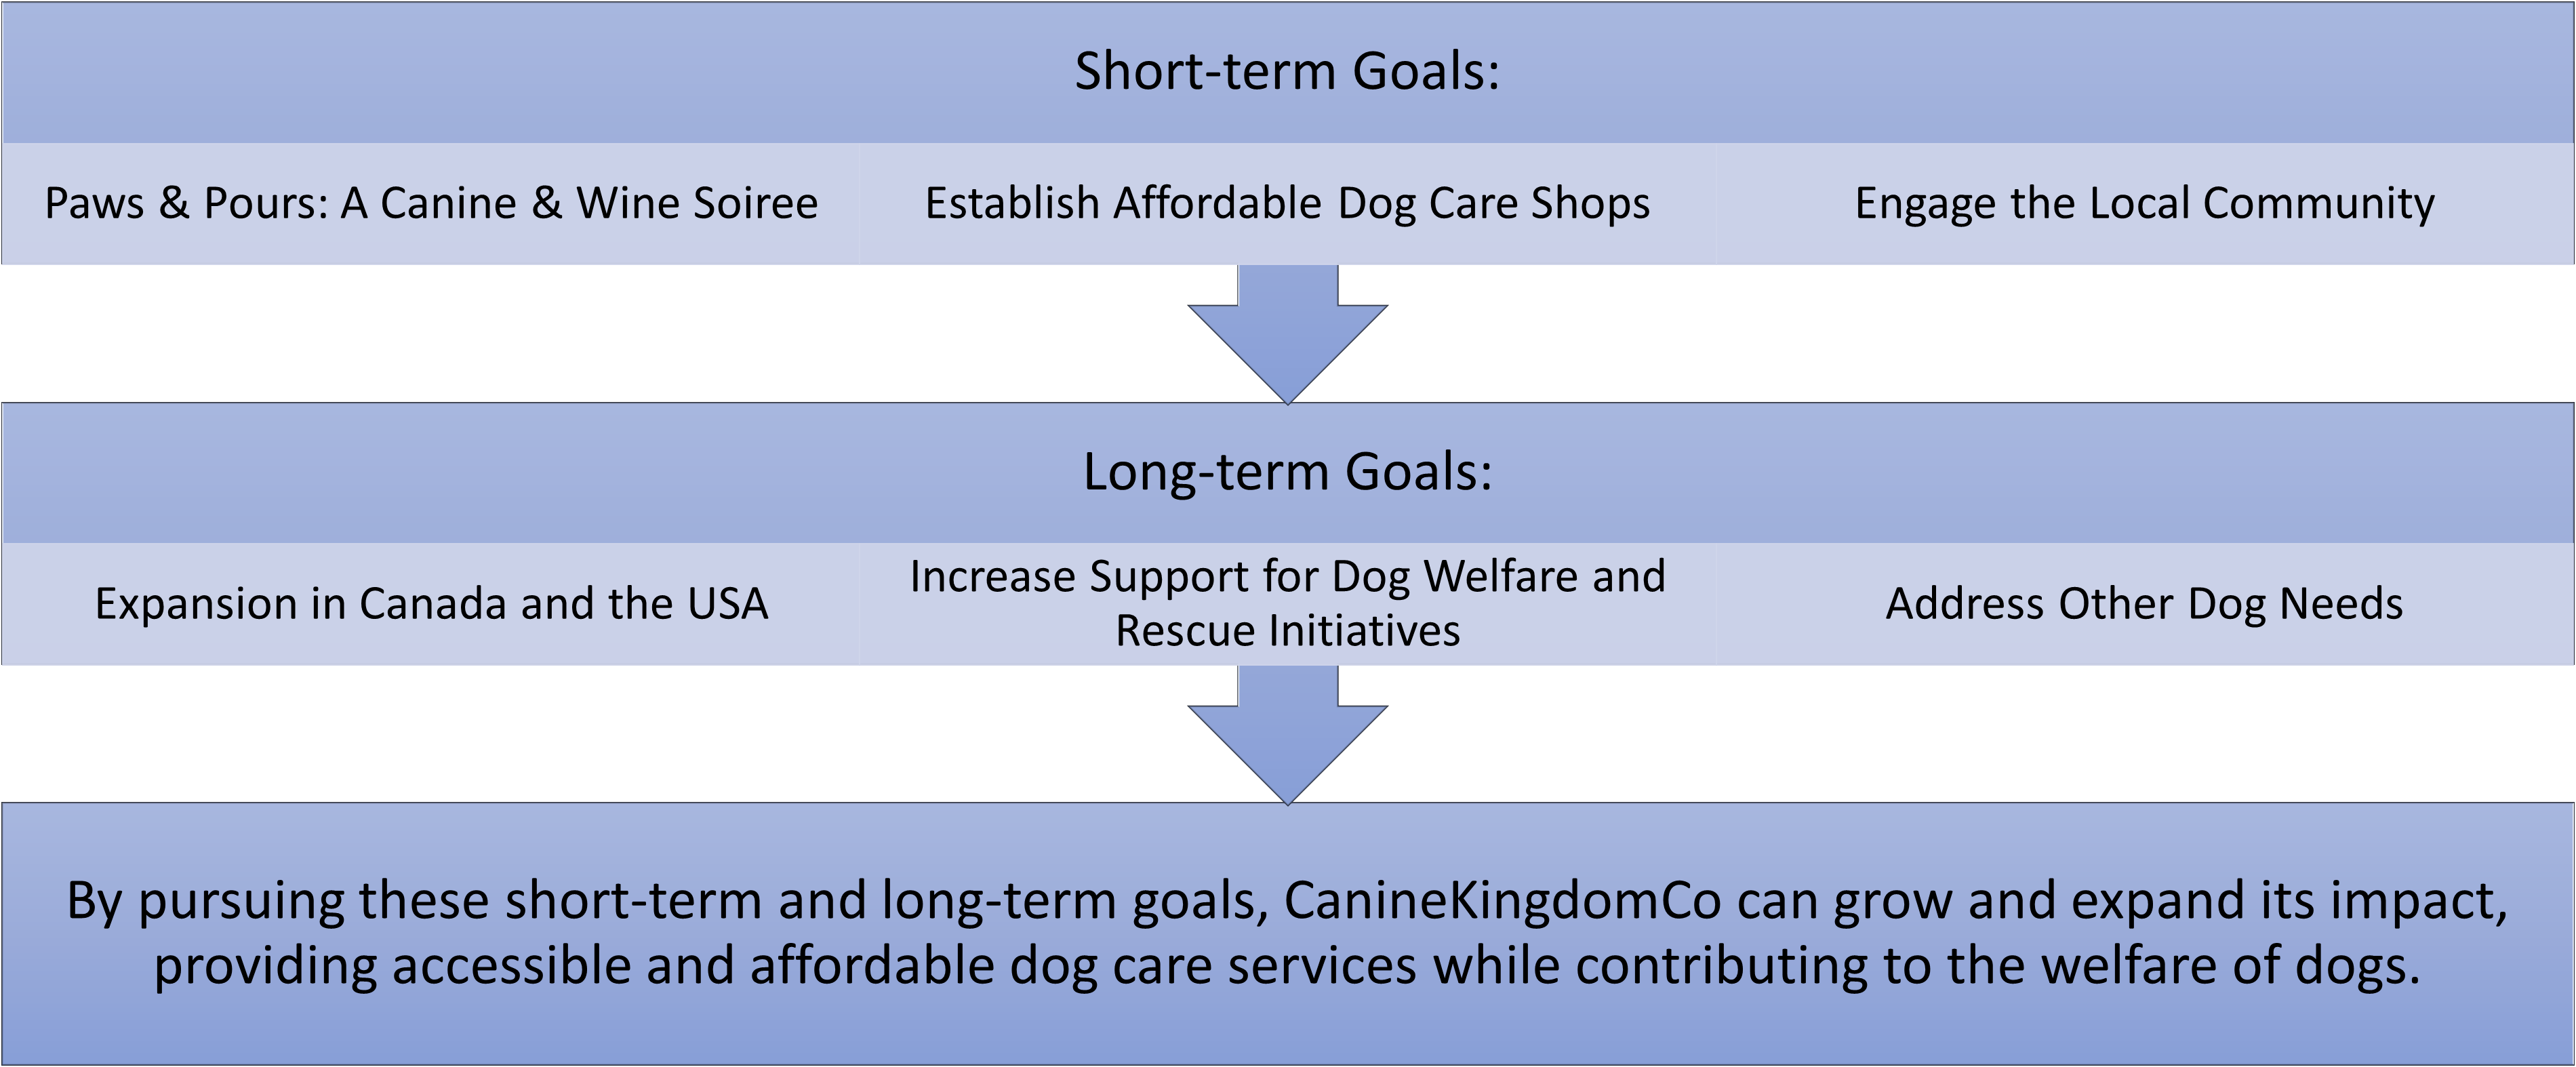 Short-term Goals:
Paws & Pours: A Canine & Wine Soiree
Establish Affordable Dog Care Shops
Engage the Local Community
Long-term Goals:
Expansion in Canada and the USA
Increase Support for Dog Welfare and
Rescue Initiatives
Address Other Dog Needs
By pursuing these short-term and long-term goals, CanineKingdomCo can grow and expand its impact,
providing accessible and affordable dog care services while contributing to the welfare of dogs.